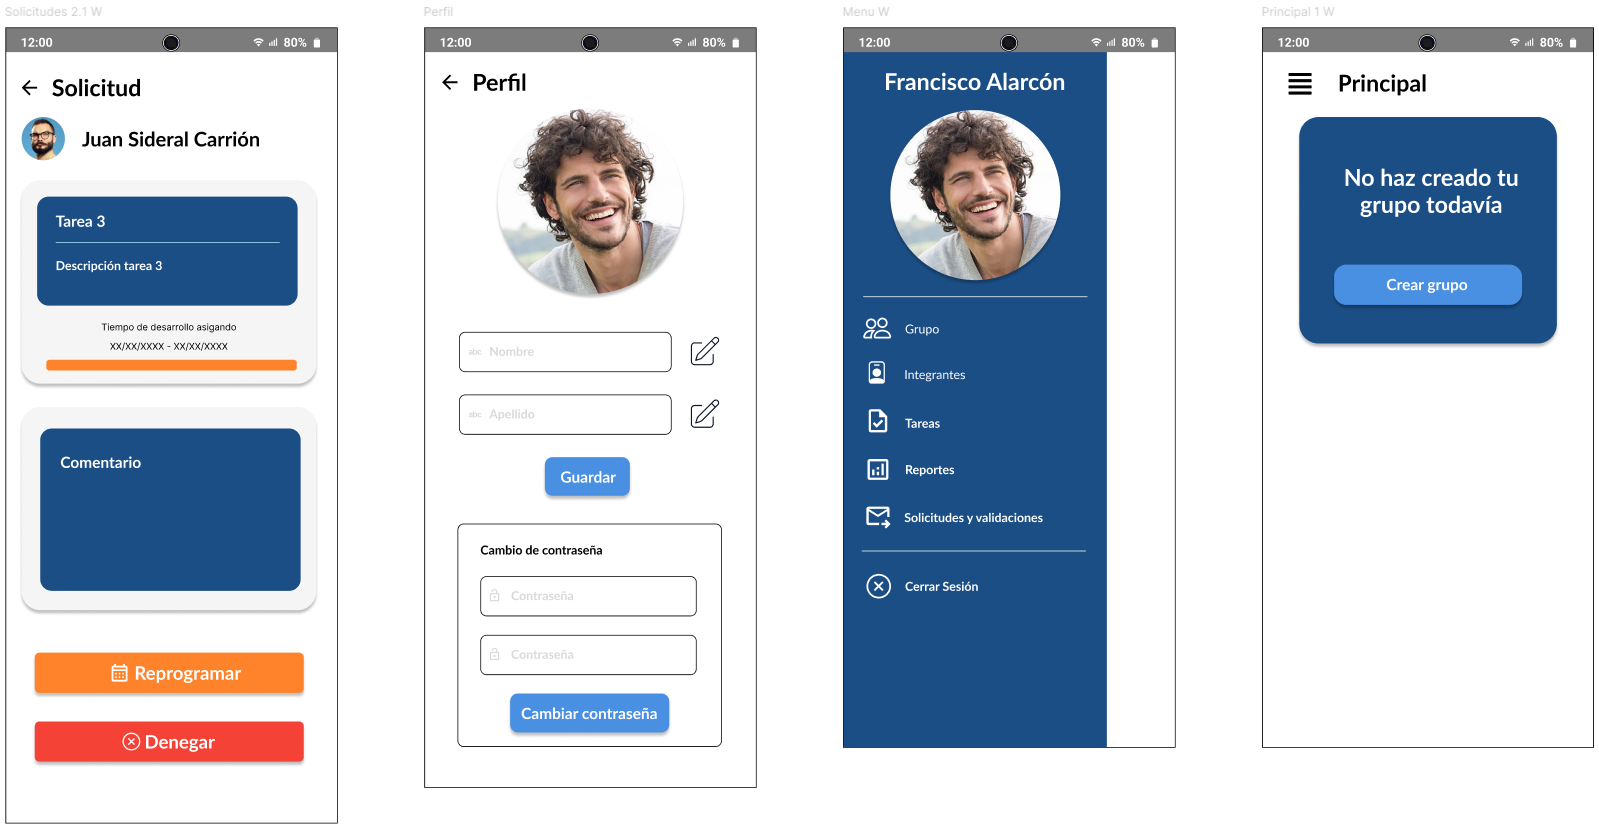 Solicitudes 2.1 W
12:00
80%
Solicitud
Juan Sideral Carrión
Tarea 3
Descripción tarea 3
Tiempo de desarrollo asigando
XX/XX/XXXX - XX/XX/XXXX
Comentario
Reprogramar
Denegar
Perfil
12:00
80%
Perfil
abc Nombre
abc Apellido
Guardar
Cambio de contraseña
Contraseña
Contraseña
Cambiar contraseña
Menu W
12:00
80%
Francisco Alarcón
Grupo
Integrantes
Tareas
Reportes
Solicitudes y validaciones
Cerrar Sesión
Principal 1 W
12:00
80%
Principal
No haz creado tu
grupo todavía
Crear grupo